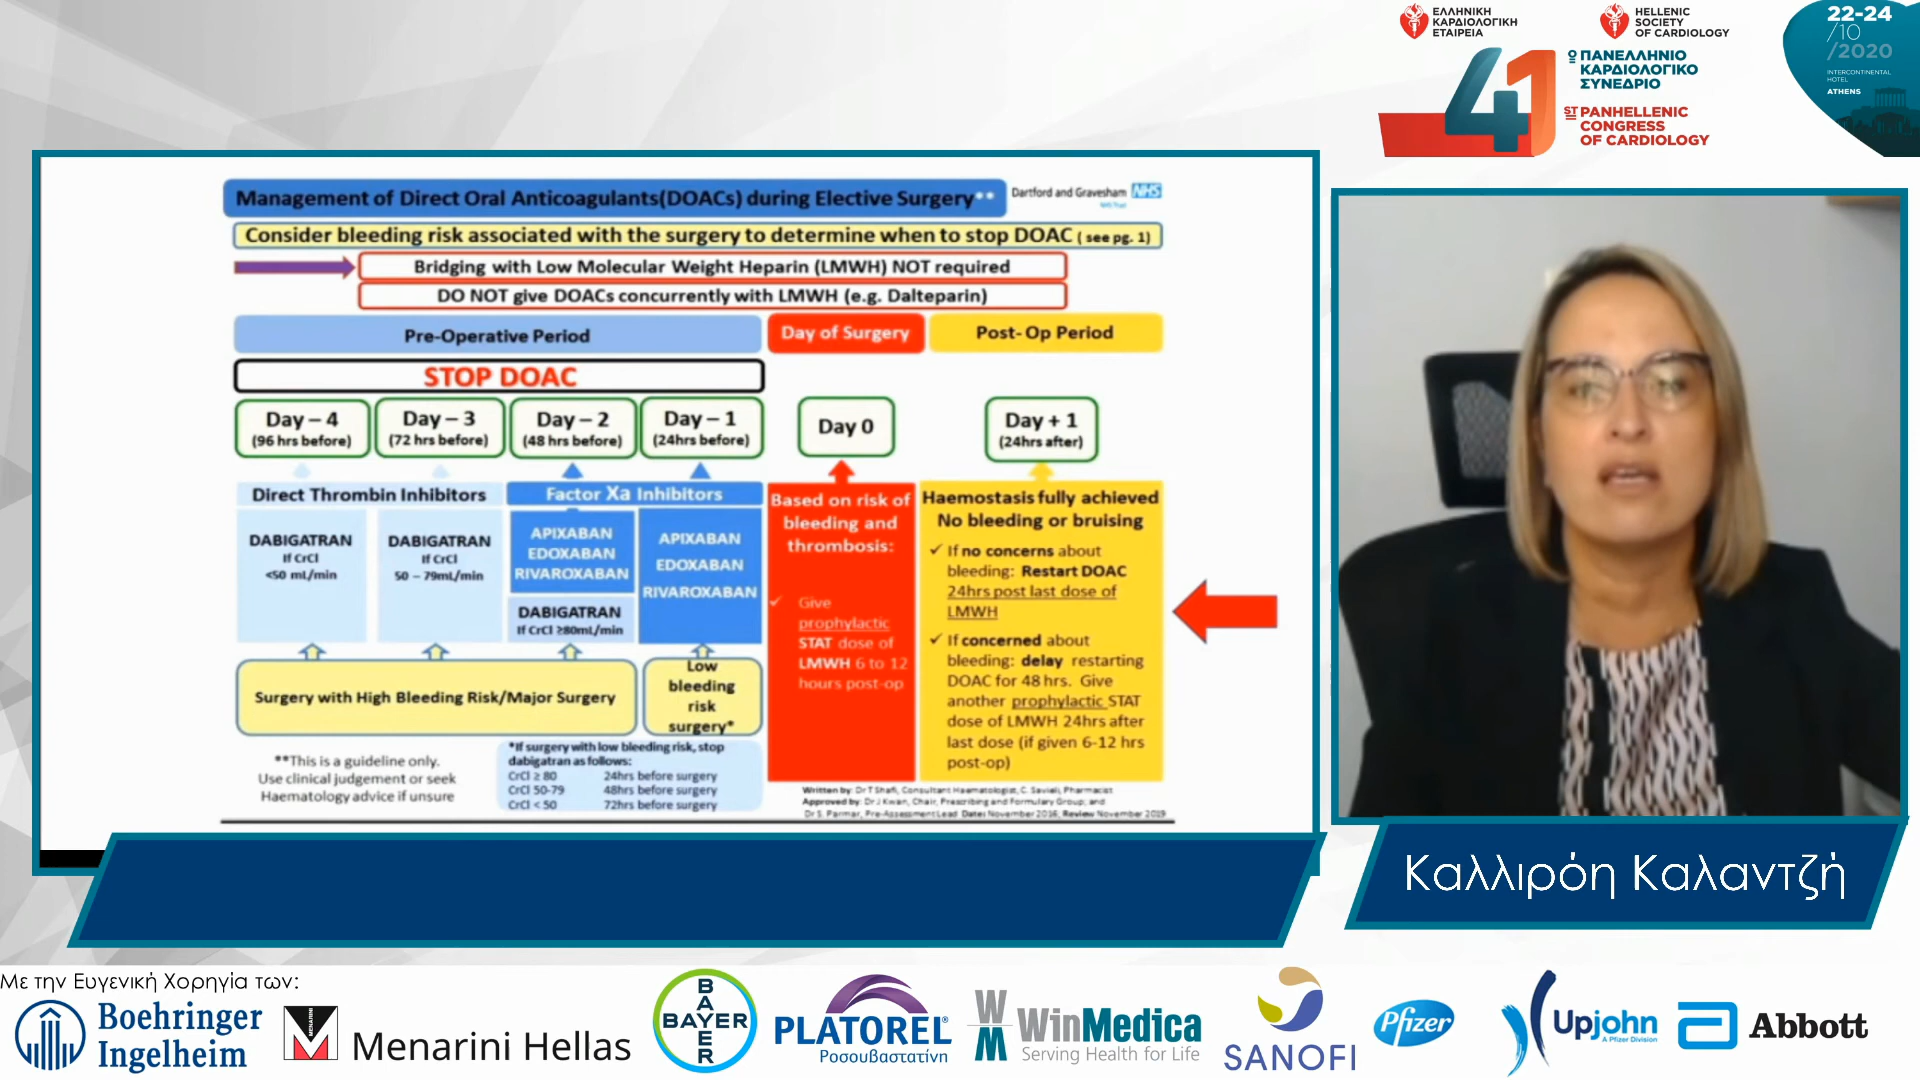 ΕΛΛΗΝΙΚΗ
ΚΑΡΔΙΟΛΟΓΙΚΗ
ΕΤΑΙΡΕΙΑ
HELLENIC
SOCIETY
OF CARDIOLOGY
41
Ο ΠΑΝΕΛΛΗΝΙΟ
ΚΑΡΔΙΟΛΟΓΙΚΟ
ΣΥΝΕΔΡΙΟ
ST PANHELLENIC
CONGRESS
OF CARDIOLOGY
22-24
/10
/2020
INTERCONTINENTAL
HOTEL
ATHENS
Management of Direct Oral Anticoagulants(DOACs) during Elective Surgery**
Dartford and Gravesham NHS
Consider bleeding risk associated with the surgery to determine when to stop DOAC ( see pg. 1)
Bridging with Low Molecular Weight Heparin (LMWH) NOT required
DO NOT give DOACs concurrently with LMWH (e.g. Dalteparin)
Pre-Operative Period
Day of Surgery
Post- Op Period
STOP DOAC
Day – 4
(96 hrs before)
Day – 3
(72 hrs before)
Day – 2
(48 hrs before)
Day – 1
(24hrs before)
Day 0
Day + 1
(24hrs after)
Direct Thrombin Inhibitors
Factor Xa Inhibitors
DABIGATRAN
If CrCl
<50 mL/min
DABIGATRAN
If CrCl
50 – 79mL/min
APIXABAN
EDOXABAN
RIVAROXABAN
DABIGATRAN
If CrCl ≥80mL/min
APIXABAN
EDOXABAN
RIVAROXABAN
Surgery with High Bleeding Risk/Major Surgery
Low
bleeding
risk
surgery*
Based on risk of
bleeding and
thrombosis:
✓ Give
prophylactic
STAT dose of
LMWH 6 to 12
hours post-op
Haemostasis fully achieved
No bleeding or bruising
✓ If no concerns about
bleeding: Restart DOAC
24hrs post last dose of
LMWH
✓ If concerned about
bleeding: delay restarting
DOAC for 48 hrs. Give
another prophylactic STAT
dose of LMWH 24hrs after
last dose (if given 6-12 hrs
post-op)
**This is a guideline only.
Use clinical judgement or seek
Haematology advice if unsure
*If surgery with low bleeding risk, stop
dabigatran as follows:
CrCl ≥ 80 24hrs before surgery
CrCl 50-79 48hrs before surgery
CrCl < 50 72hrs before surgery
Written by: Dr T Shafi, Consultant Haematologist, C. Savieli, Pharmacist
Approved by: Dr J Kwan, Chair, Prescribing and Formulary Group; and
Dr S. Parmar, Pre-Assessment Lead Date: November 2016; Review November 2019
Καλλιρόη Καλαντζή
Με την Ευγενική Χορηγία των:
Boehringer
Ingelheim
MENARINI
Menarini Hellas
BAYER
BAYER
PLATOREL®
Ροσουβαστατίνη
WM
WinMedica
Serving Health for Life
SANOFI
Pfizer
Upjohn
A Pfizer Division
Abbott